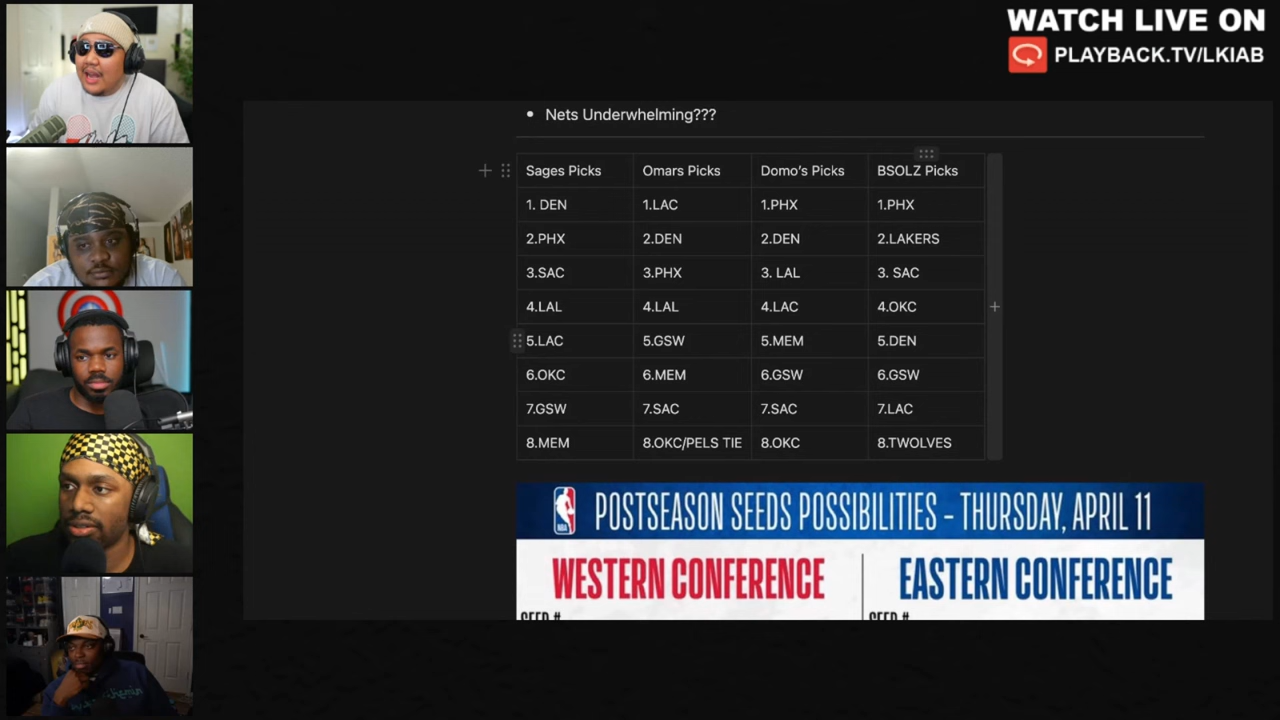 WATCH LIVE ON
PLAYBACK.TV/LKIAB
Nets Underwhelming???
Sages Picks Omars Picks Domo's Picks BSOLZ Picks
1. DEN 1.LAC 1.PHX 1.PHX
2.PHX 2.DEN 2.DEN 2.LAKERS
3.SAC 3.PHX 3. LAL 3. SAC
4.LAL 4.LAL 4.LAC 4.OKC
5.LAC 5.GSW 5.MEM 5.DEN
6.OKC 6.MEM 6.GSW 6.GSW
7.GSW 7.SAC 7.SAC 7.LAC
8.MEM 8.OKC/PELS TIE 8.OKC 8.TWOLVES
NBA POSTSEASON SEEDS POSSIBILITIES - THURSDAY, APRIL 11
WESTERN CONFERENCE EASTERN CONFERENCE
SEED # SEED #